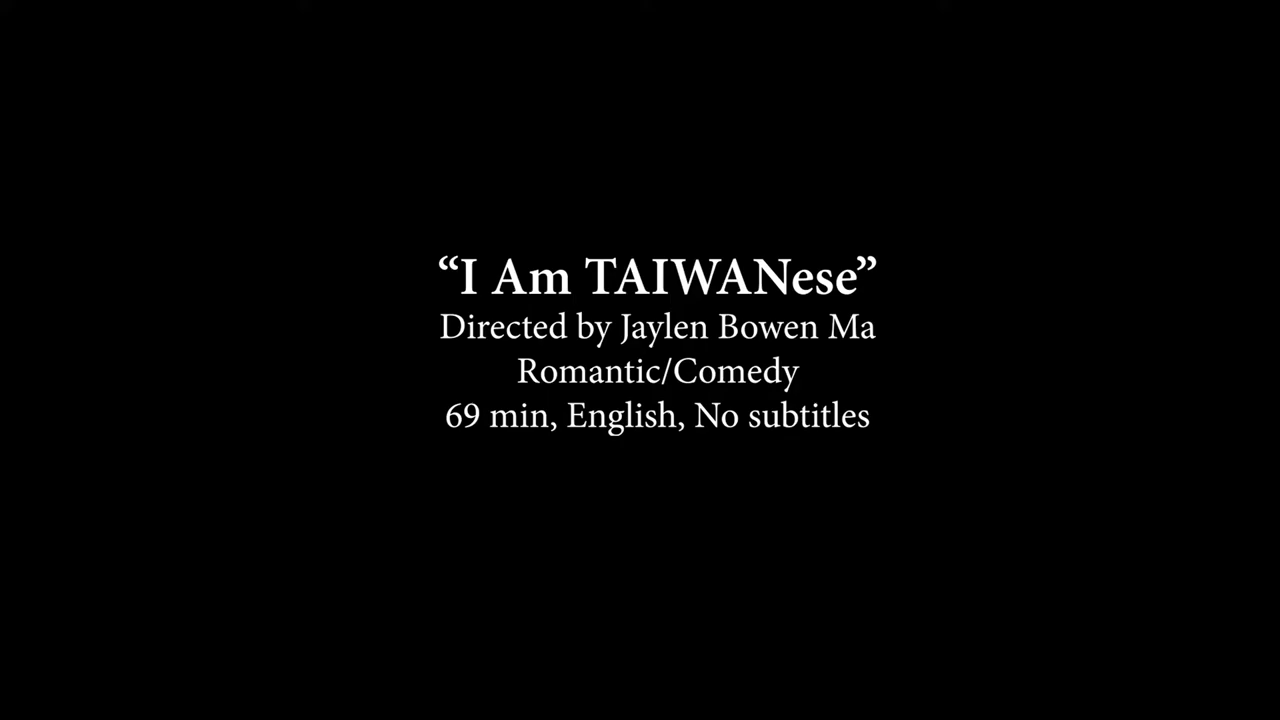 “I Am TAIWANese”
Directed by Jaylen Bowen Ma
Romantic/Comedy
69 min, English, No subtitles